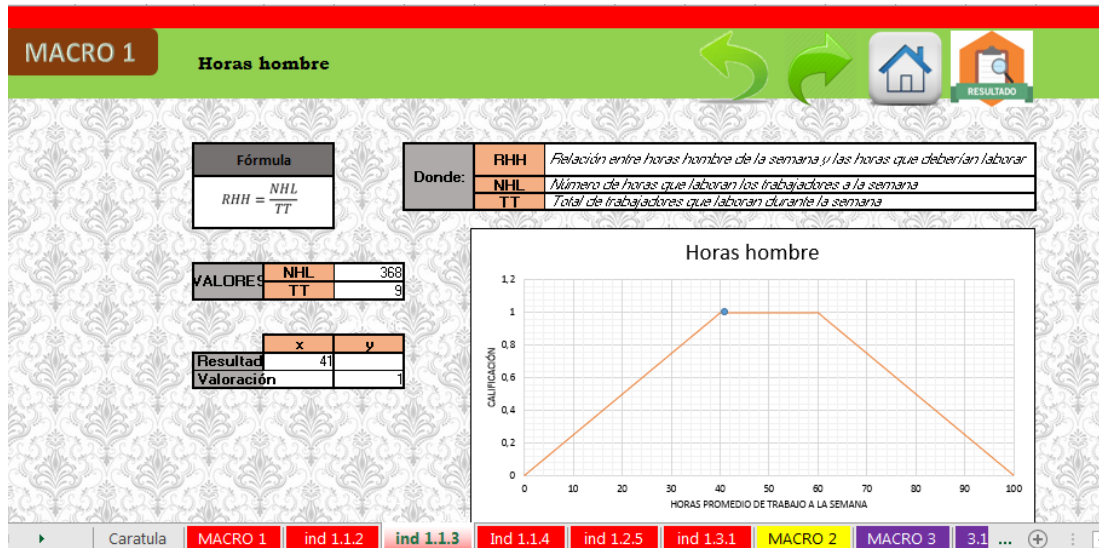 MACRO 1
Horas hombre
RESULTADO
Fórmula
RHH = NHL
TT
Donde:
RHH Relación entre horas hombre de la semana y las horas que deberían laborar
NHL Número de horas que laboran los trabajadores a la semana
TT Total de trabajadores que laboran durante la semana
VALORES
NHL 368
TT 9
x y
Resultad 41
Valoración 1
Horas hombre
1,2
1
0,8
0,6
0,4
0,2
0
CALIFICACIÓN
0 10 20 30 40 50 60 70 80 90 100
HORAS PROMEDIO DE TRABAJO A LA SEMANA
Caratula MACRO 1 ind 1.1.2 ind 1.1.3 Ind 1.1.4 ind 1.2.5 ind 1.3.1 MACRO 2 MACRO 3 3.1 ...